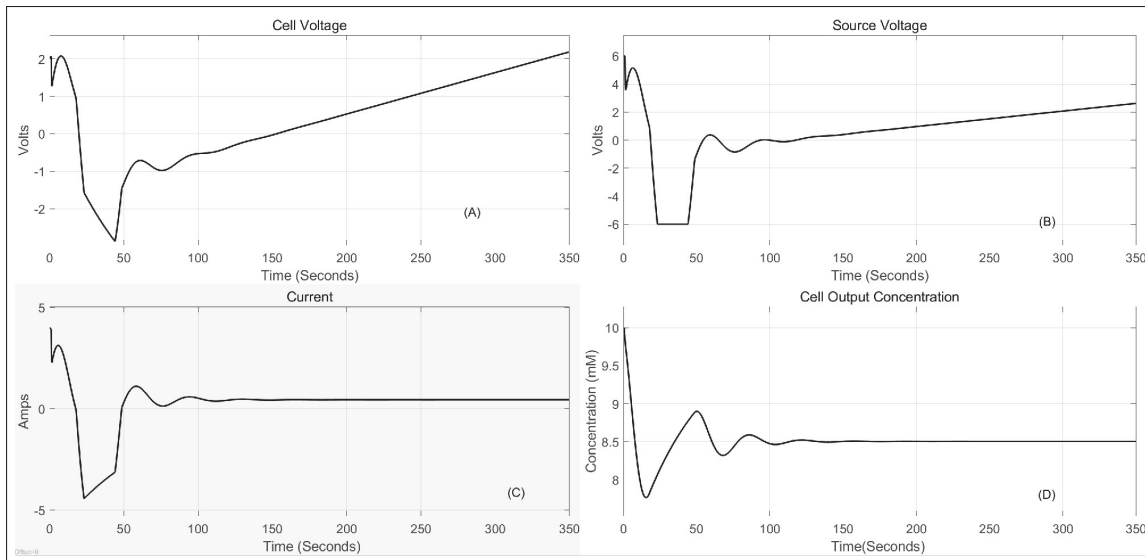 Cell Voltage
Volts
2
1
0
-1
-2
0 50 100 150 200 250 300 350
Time (Seconds)
(A)
Source Voltage
Volts
6
4
2
0
-2
-4
-6
0 50 100 150 200 250 300 350
Time (Seconds)
(B)
Current
Amps
5
0
-5
0 50 100 150 200 250 300 350
Time (Seconds)
(C)
Offset=0
Cell Output Concentration
Concentration (mM)
10
9.5
9
8.5
8
0 50 100 150 200 250 300 350
Time(Seconds)
(D)